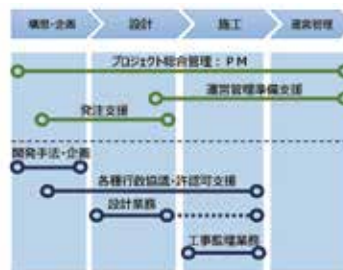 構想・企画
設計
施工
運営管理
プロジェクト総合管理：PM
運営管理準備支援
発注支援
開発手法・企画
各種行政協議・許認可支援
設計業務
工事監理業務